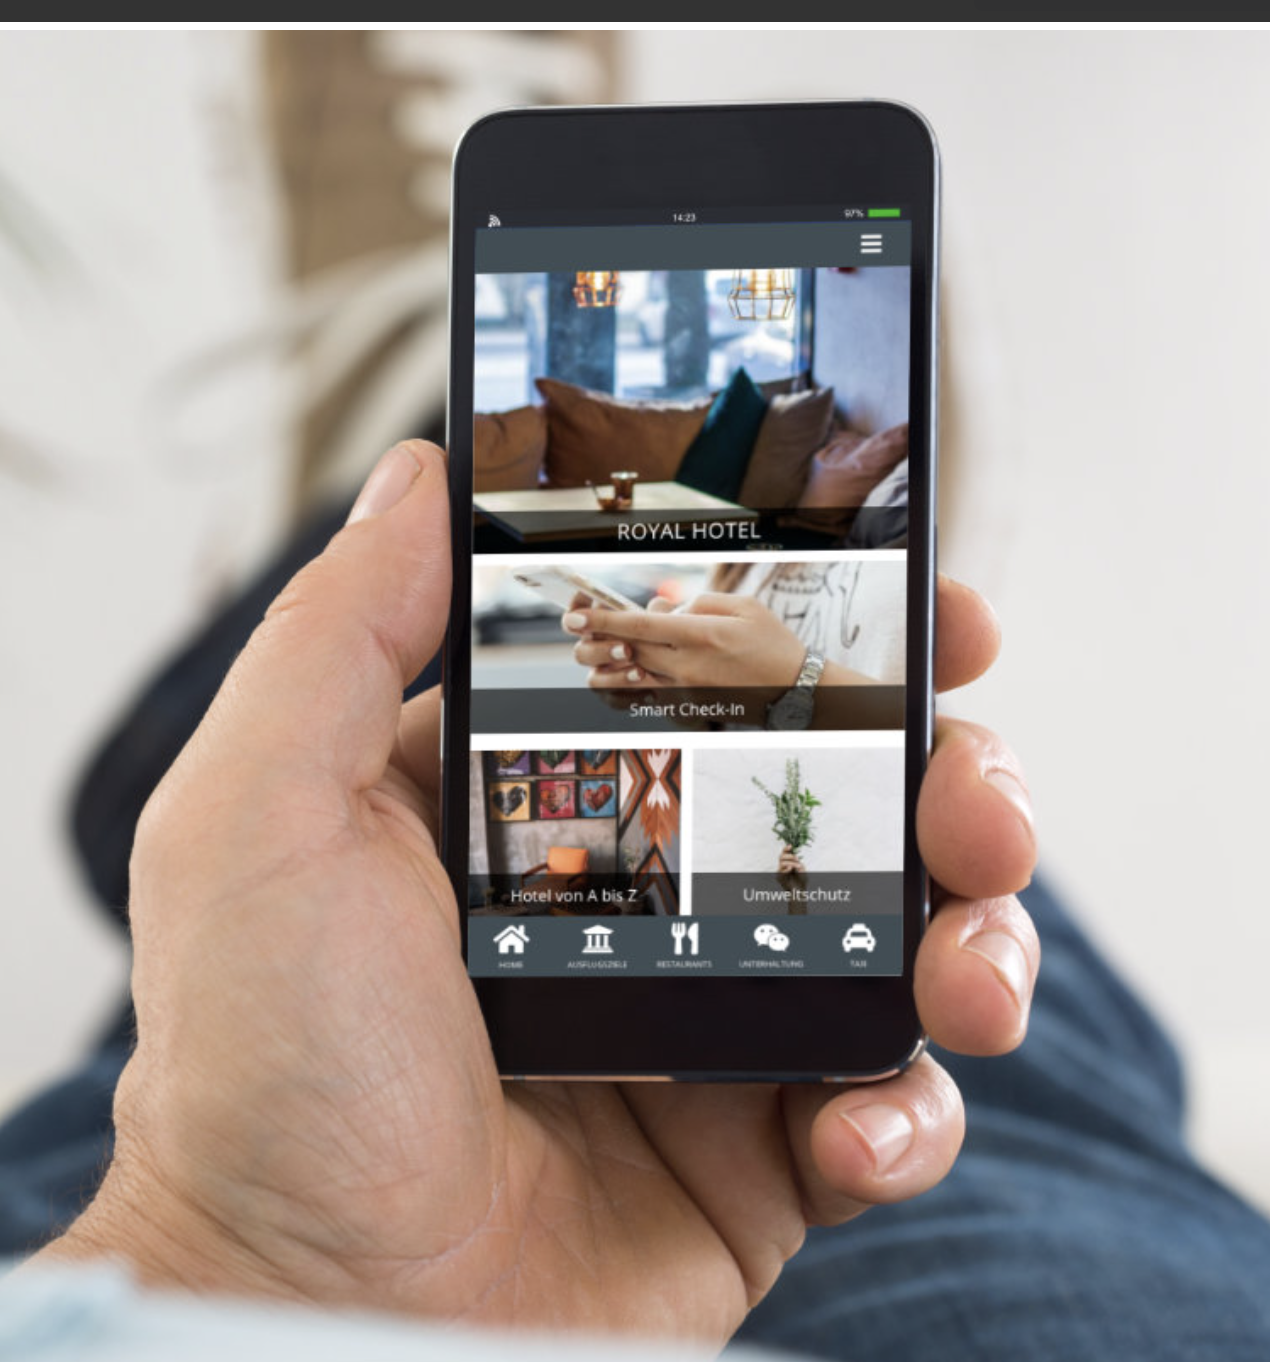 14:23
97%
ROYAL HOTEL
Smart Check-In
Hotel von A bis Z
Umweltschutz
HOME
AUSFLUGSZIELE
RESTAURANTS
UNTERHALTUNG
TAXI